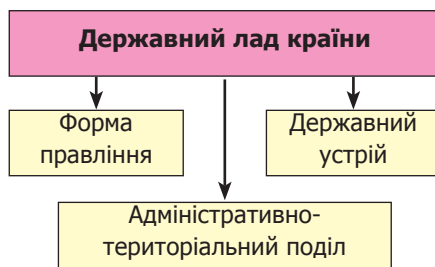 Державний лад країни
Форма
правління
Державний
устрій
Адміністративно-
територіальний поділ